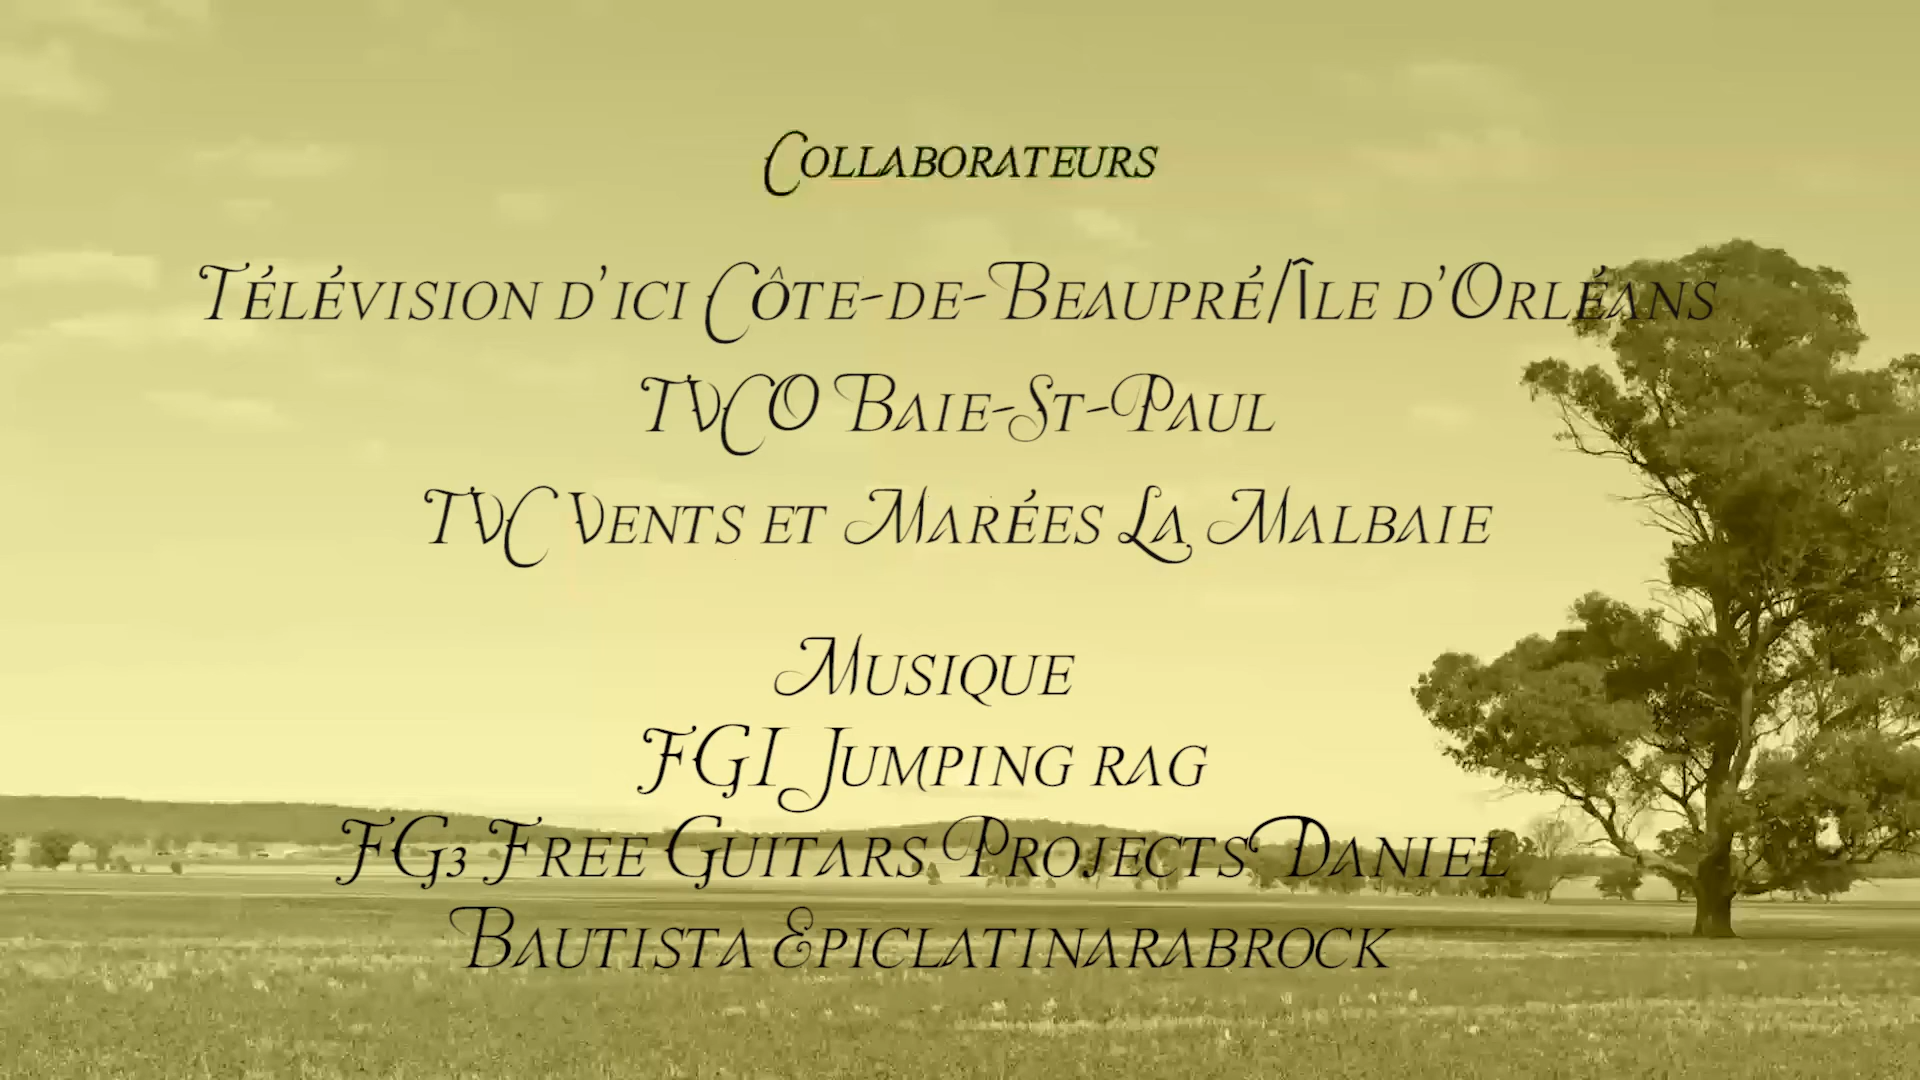 Collaborateurs
Télévision d'ici Côte-de-Beaupré/Île d'Orléans
TVCO Baie-St-Paul
TVC Vents et Marées La Malbaie
Musique
FGI Jumping rag
FG3 Free Guitars Projects Daniel
Bautista Epiclatinarabrock